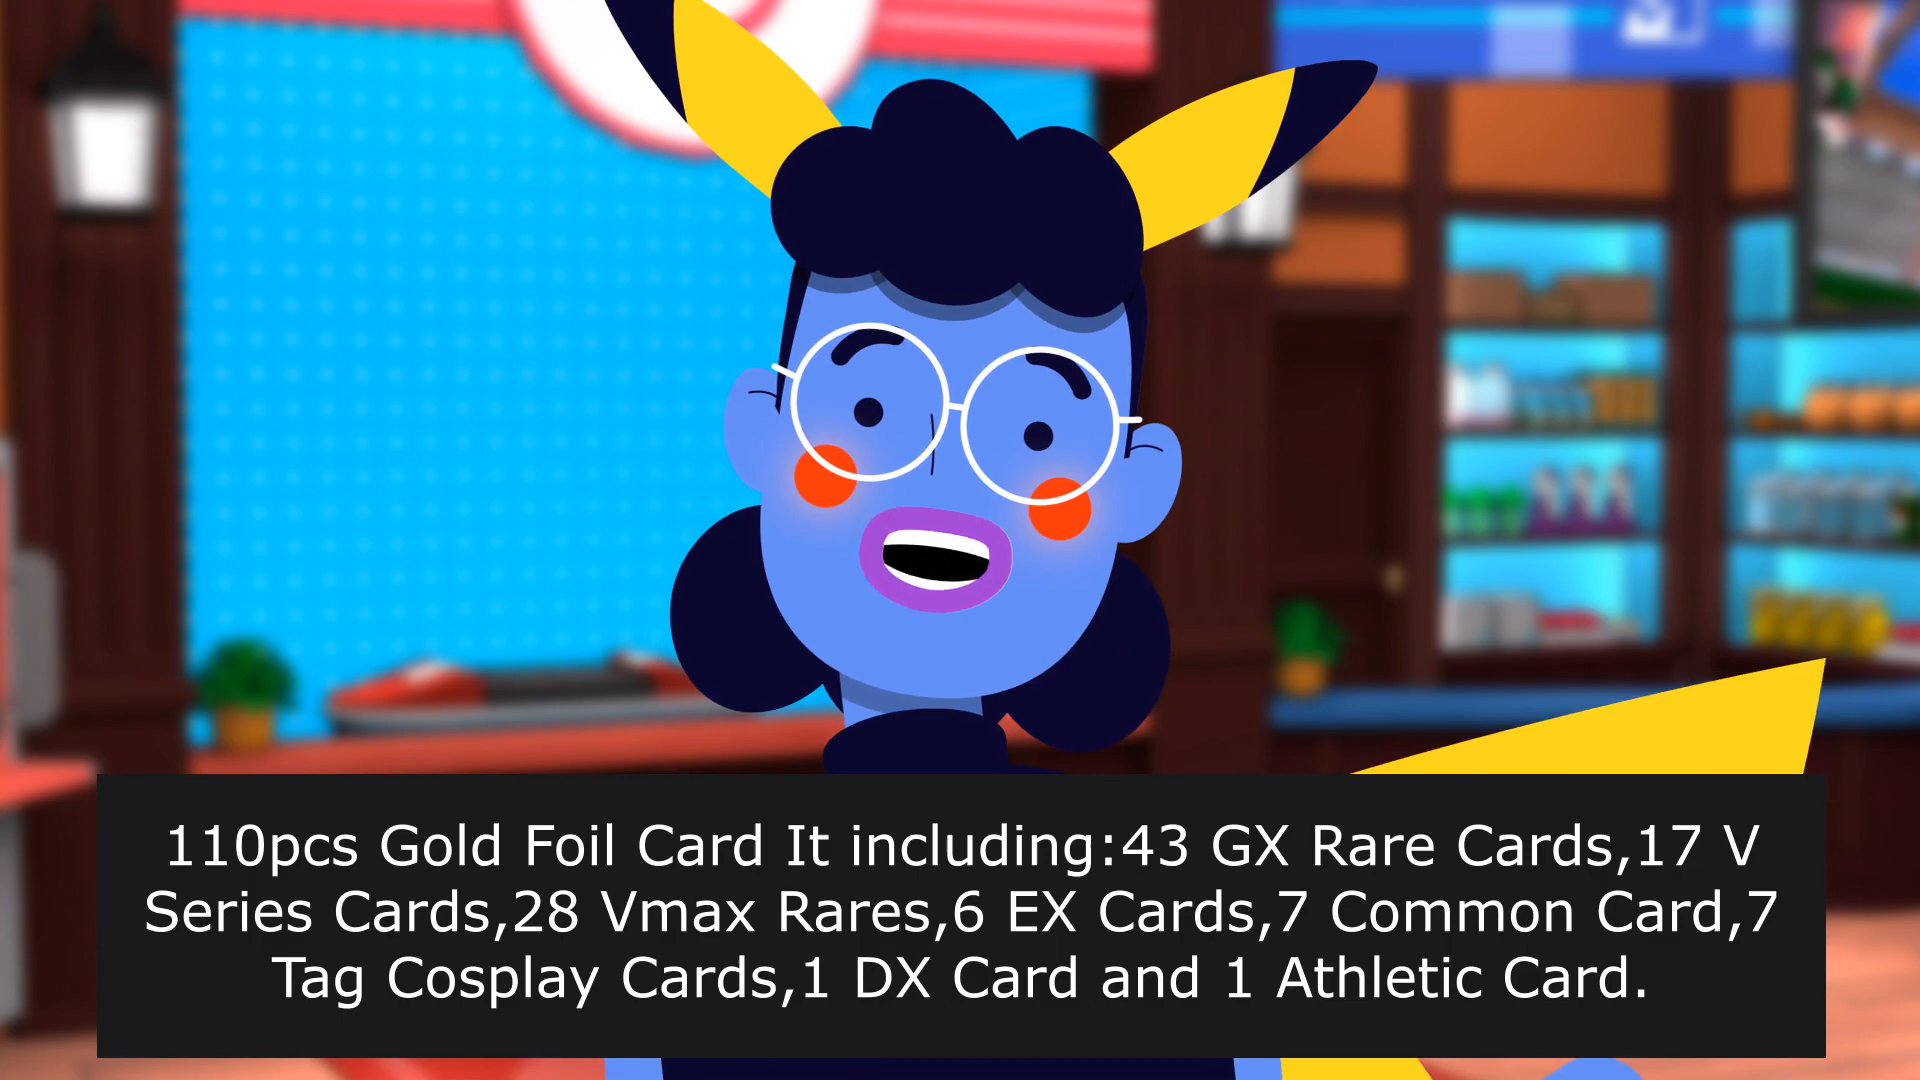 110pcs Gold Foil Card It including:43 GX Rare Cards,17 V
Series Cards,28 Vmax Rares,6 EX Cards,7 Common Card,7
Tag Cosplay Cards,1 DX Card and 1 Athletic Card.